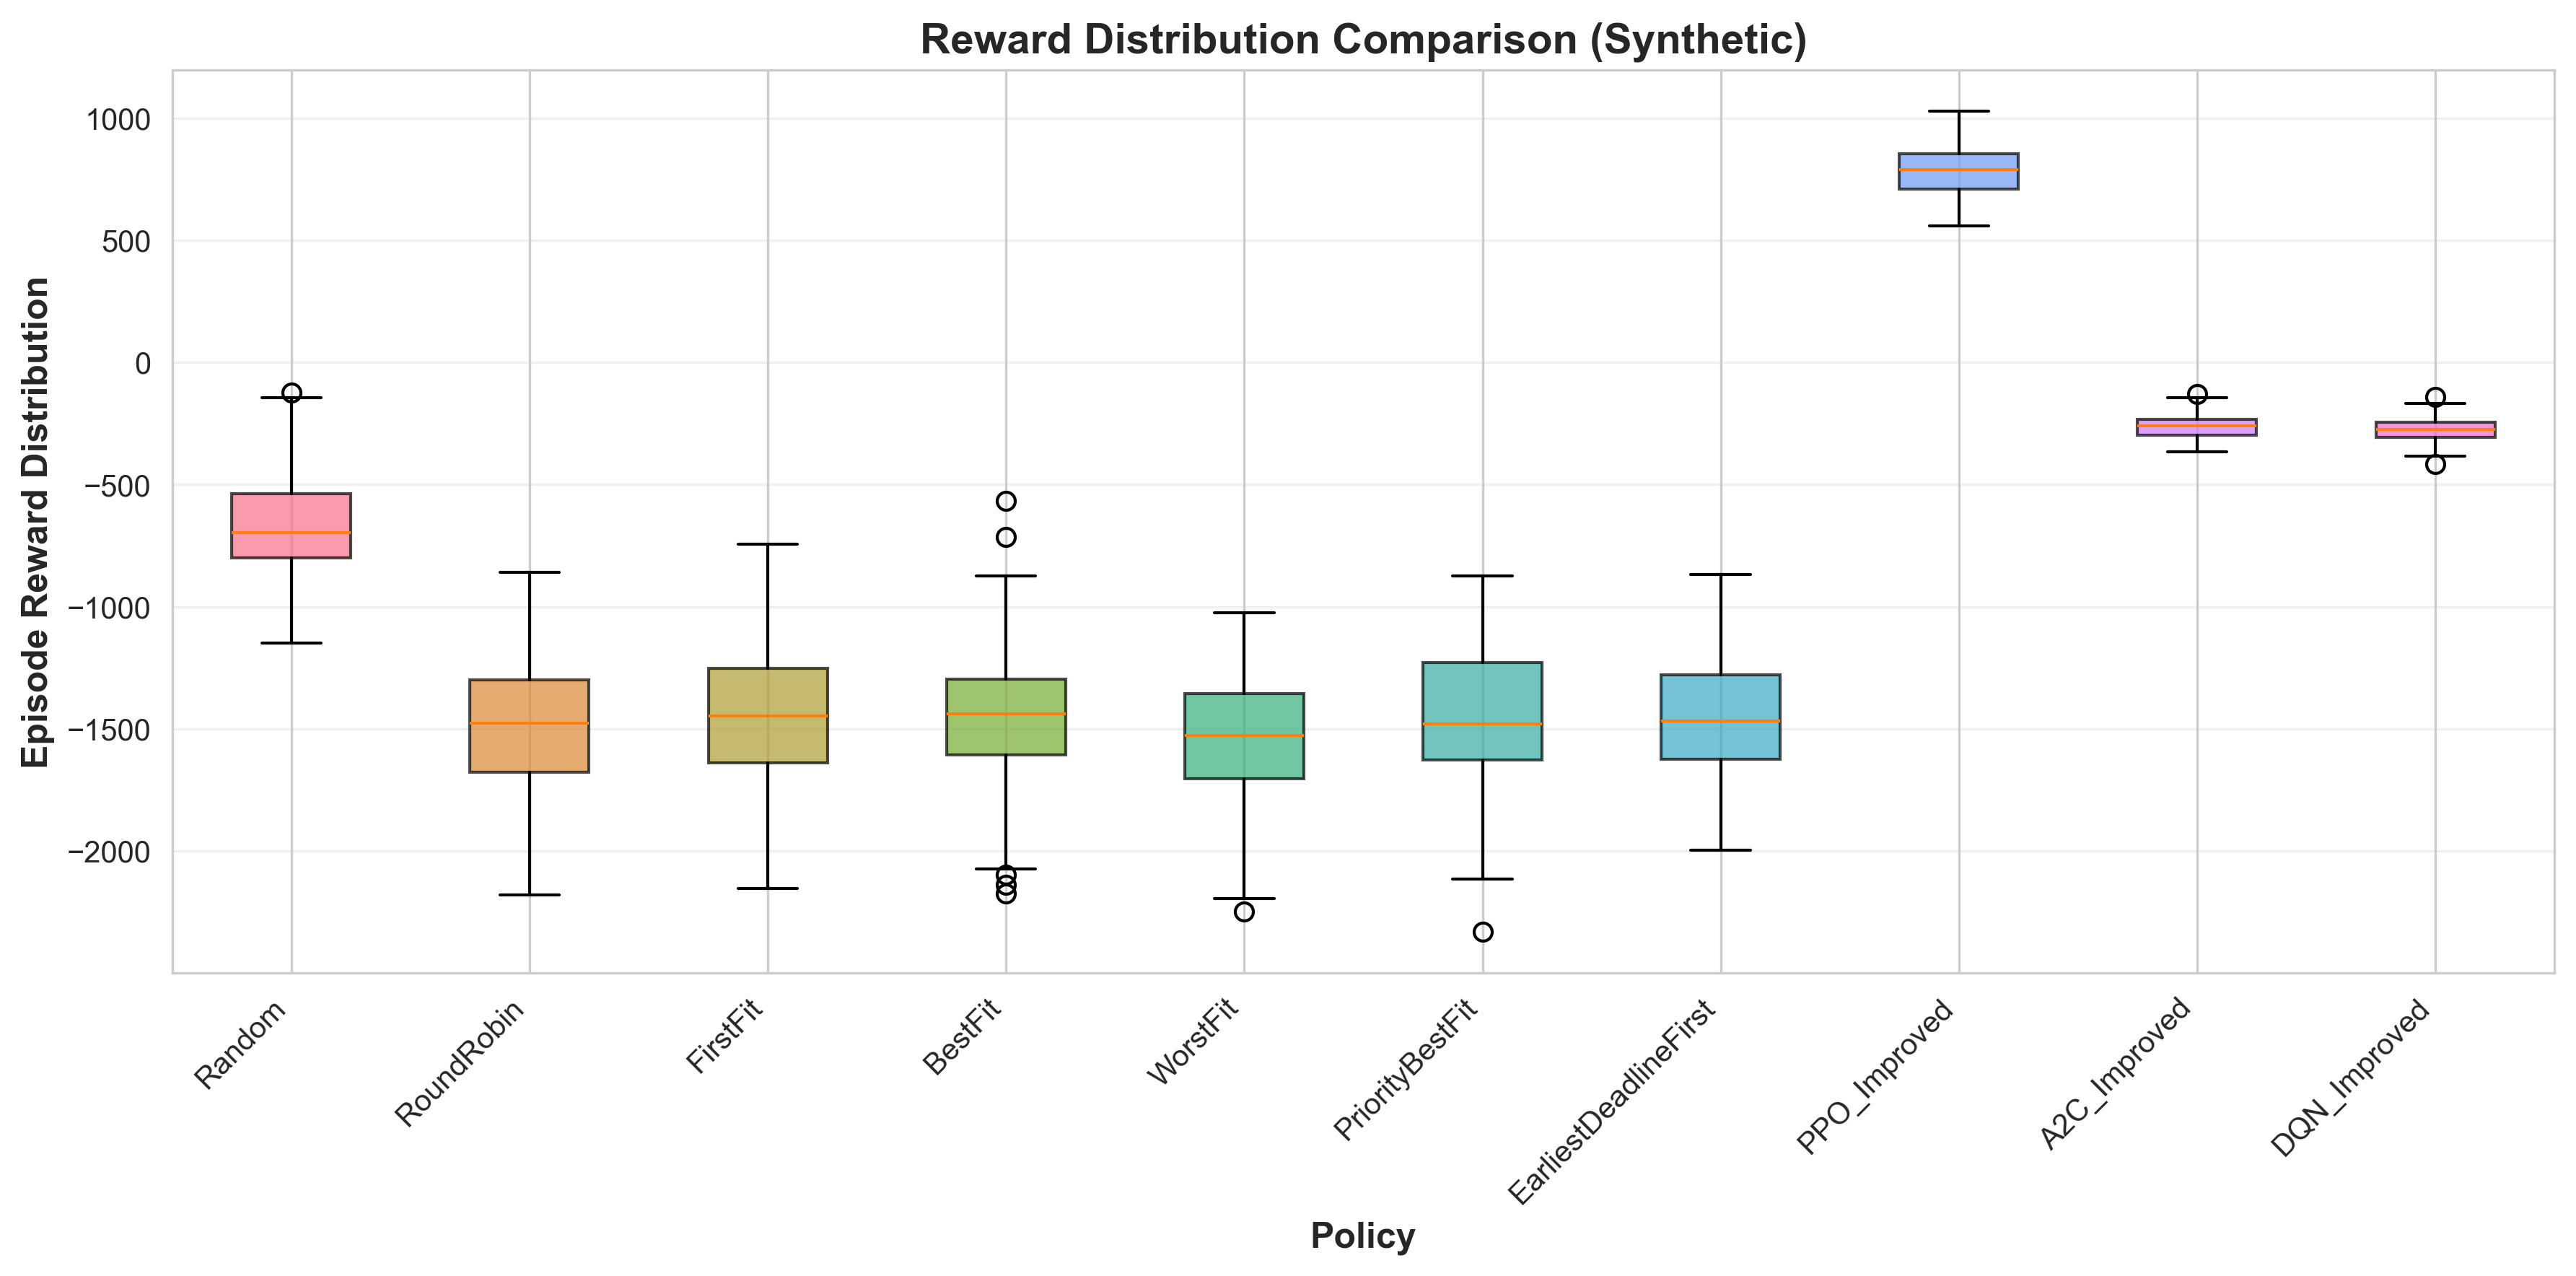 Reward Distribution Comparison (Synthetic)
Episode Reward Distribution
1000
500
0
−500
−1000
−1500
−2000
Random
RoundRobin
FirstFit
BestFit
WorstFit
PriorityBestFit
EarliestDeadlineFirst
PPO_Improved
A2C_Improved
DQN_Improved
Policy